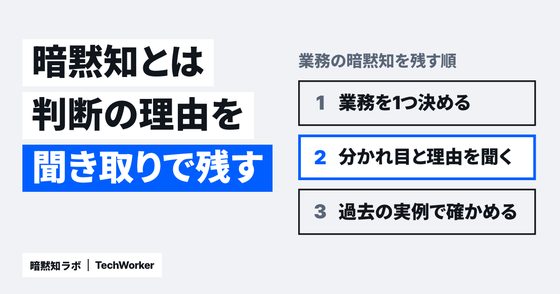 暗黙知とは
判断の理由を
聞き取りで残す
業務の暗黙知を残す順
1 業務を1つ決める
2 分かれ目と理由を聞く
3 過去の実例で確かめる
暗黙知ラボ | TechWorker